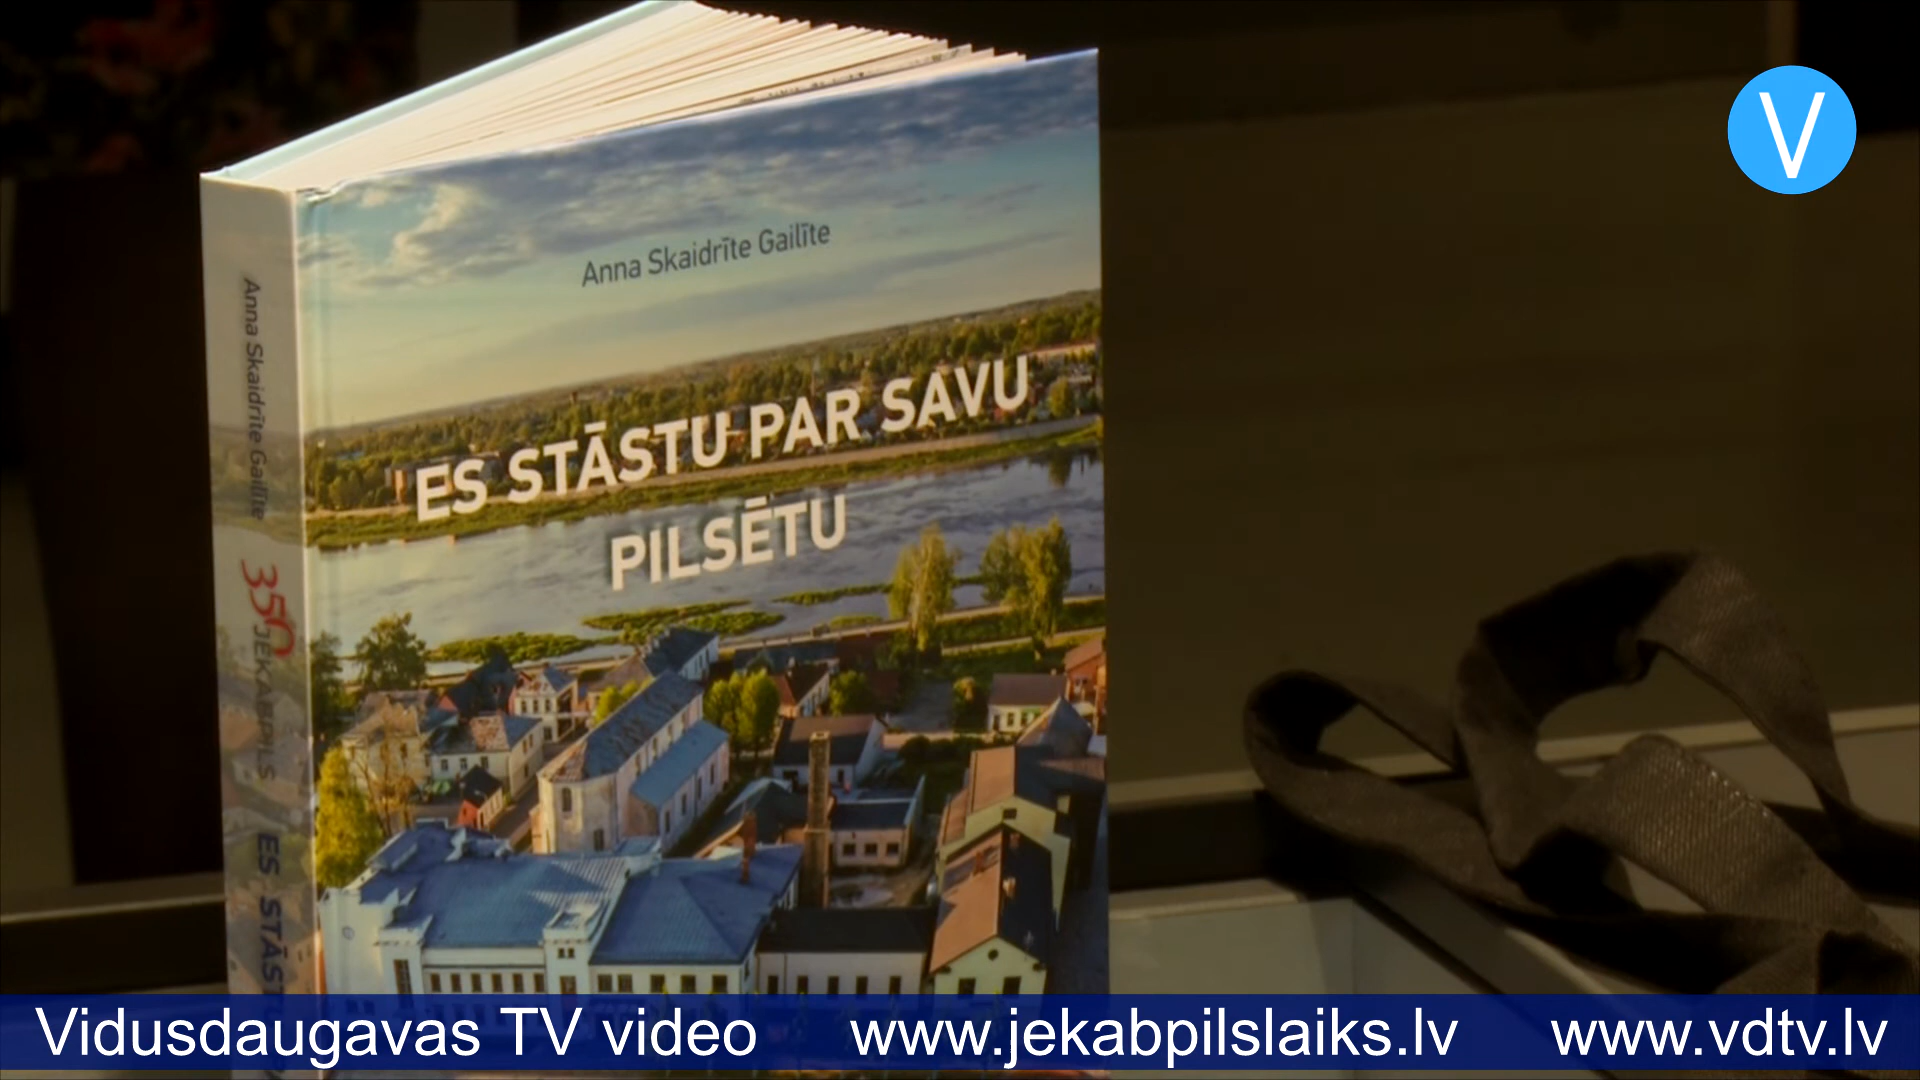 V
Anna Skaidrīte Gailīte
ES STĀSTU PAR SAVU
PILSĒTU
Anna Skaidrīte Gailīte
350 JĒKABPILS
ES STĀSTU
Vidusdaugavas TV video www.jekabpilslaiks.lv www.vdtv.lv